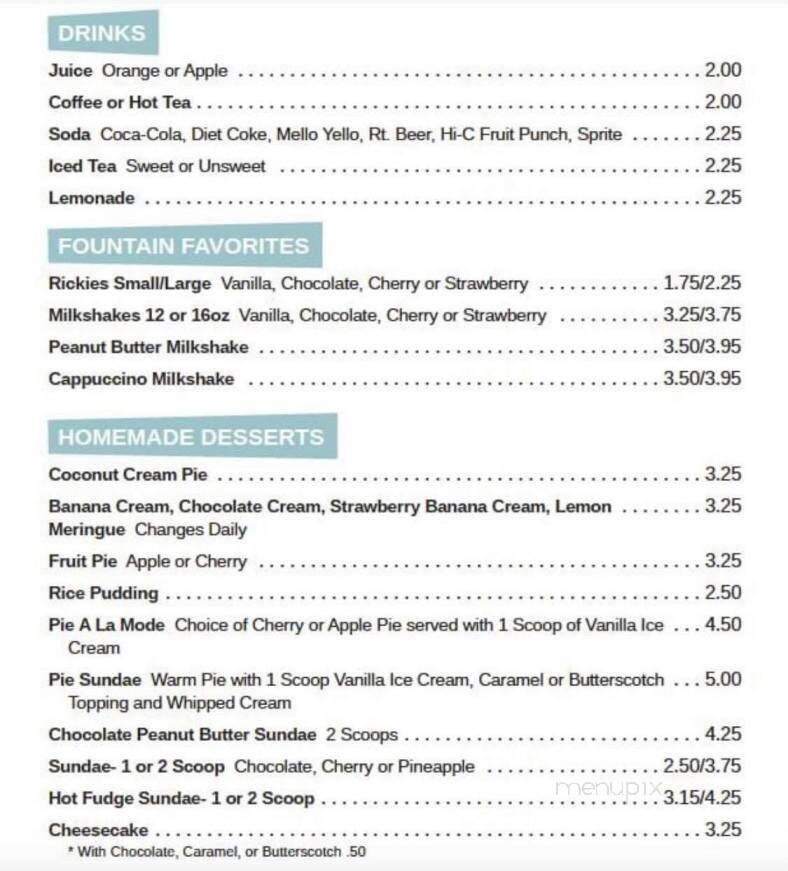 DRINKS
Juice Orange or Apple . . . . . . . . . . . . . . . . . . . . . . . . . . . . . . . . . . . 2.00
Coffee or Hot Tea . . . . . . . . . . . . . . . . . . . . . . . . . . . . . . . . . . . . . . 2.00
Soda Coca-Cola, Diet Coke, Mello Yello, Rt. Beer, Hi-C Fruit Punch, Sprite . . . . . . . 2.25
Iced Tea Sweet or Unsweet . . . . . . . . . . . . . . . . . . . . . . . . . . . . . . . . 2.25
Lemonade . . . . . . . . . . . . . . . . . . . . . . . . . . . . . . . . . . . . . . . . . . 2.25
FOUNTAIN FAVORITES
Rickies Small/Large Vanilla, Chocolate, Cherry or Strawberry . . . . . . . . . . . . 1.75/2.25
Milkshakes 12 or 16oz Vanilla, Chocolate, Cherry or Strawberry . . . . . . . . . . 3.25/3.75
Peanut Butter Milkshake . . . . . . . . . . . . . . . . . . . . . . . . . . . . . . 3.50/3.95
Cappuccino Milkshake . . . . . . . . . . . . . . . . . . . . . . . . . . . . . . . 3.50/3.95
HOMEMADE DESSERTS
Coconut Cream Pie . . . . . . . . . . . . . . . . . . . . . . . . . . . . . . . . . . . . 3.25
Banana Cream, Chocolate Cream, Strawberry Banana Cream, Lemon . . . . . . . . 3.25
Meringue Changes Daily
Fruit Pie Apple or Cherry . . . . . . . . . . . . . . . . . . . . . . . . . . . . . . . . . 3.25
Rice Pudding . . . . . . . . . . . . . . . . . . . . . . . . . . . . . . . . . . . . . . . . 2.50
Pie A La Mode Choice of Cherry or Apple Pie served with 1 Scoop of Vanilla Ice . . . 4.50
Cream
Pie Sundae Warm Pie with 1 Scoop Vanilla Ice Cream, Caramel or Butterscotch . . . 5.00
Topping and Whipped Cream
Chocolate Peanut Butter Sundae 2 Scoops . . . . . . . . . . . . . . . . . . . . . . 4.25
Sundae- 1 or 2 Scoop Chocolate, Cherry or Pineapple . . . . . . . . . . . . . 2.50/3.75
menupix
Hot Fudge Sundae- 1 or 2 Scoop . . . . . . . . . . . . . . . . . . . . . . . . . 3.15/4.25
Cheesecake . . . . . . . . . . . . . . . . . . . . . . . . . . . . . . . . . . . . . . . . . 3.25
* With Chocolate, Caramel, or Butterscotch .50